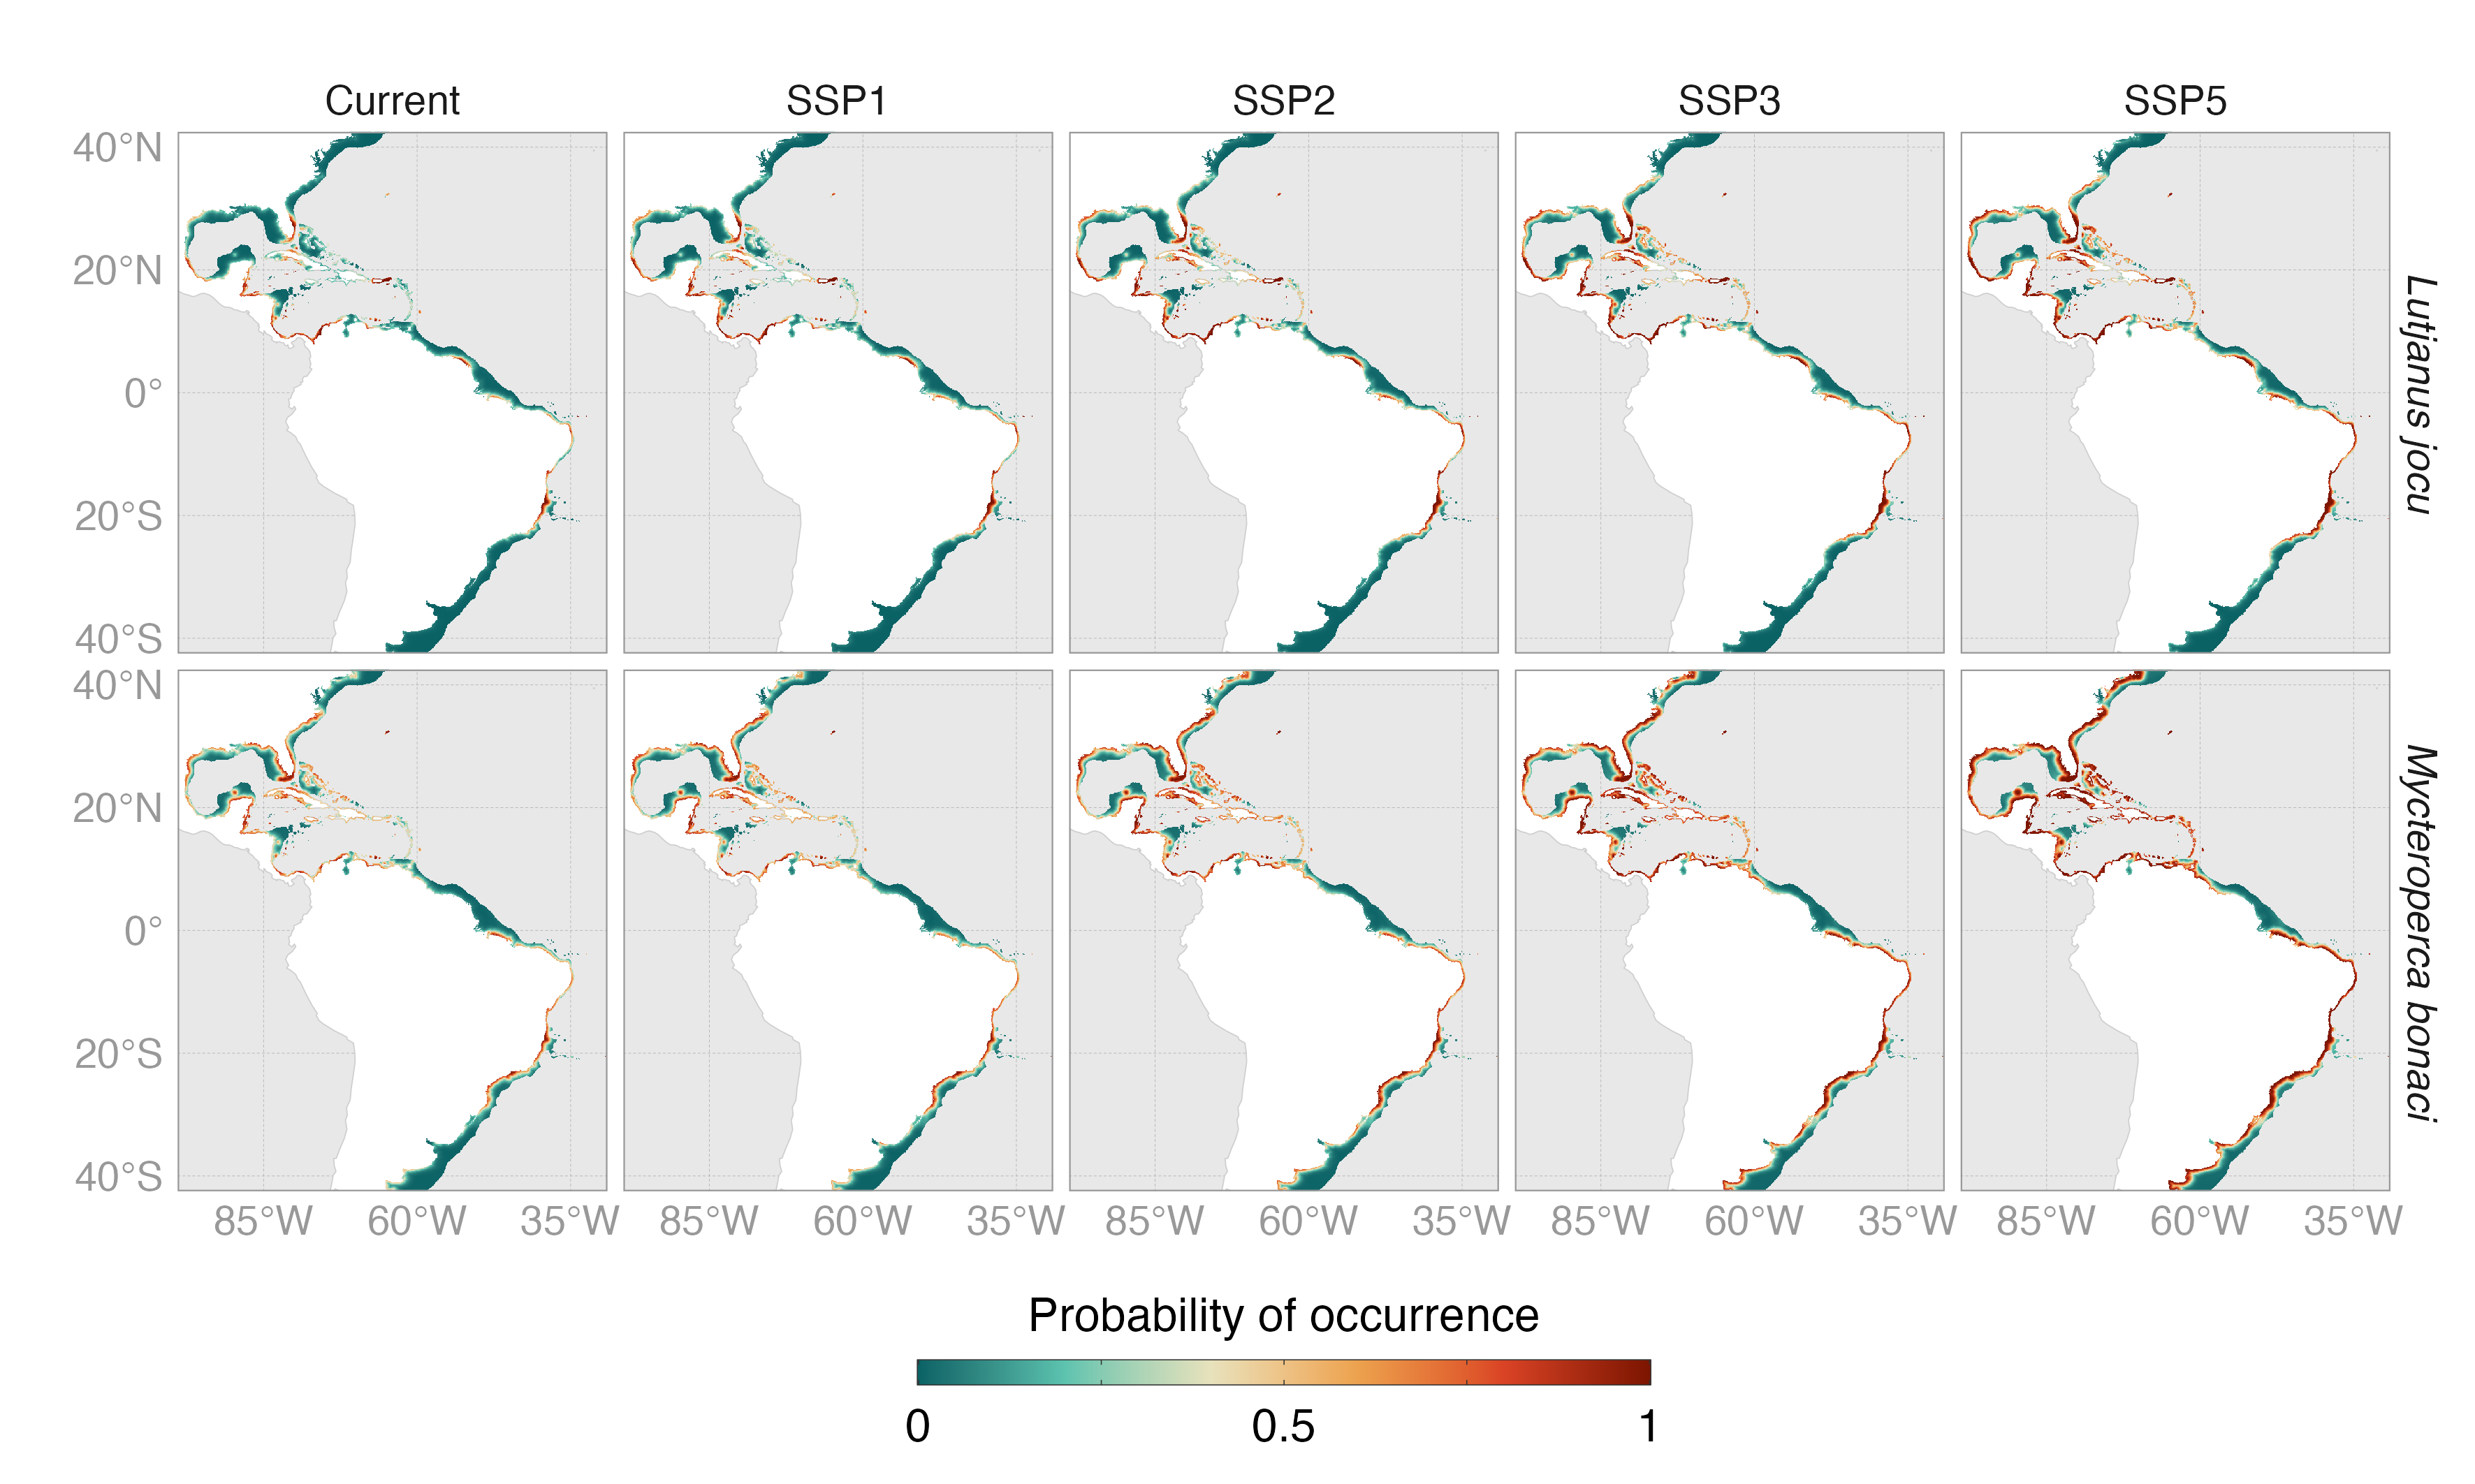 Current SSP1 SSP2 SSP3 SSP5
40°N
20°N
0°
20°S
40°S
Lutjanus jocu
40°N
20°N
0°
20°S
40°S
Mycteroperca bonaci
85°W 60°W 35°W 85°W 60°W 35°W 85°W 60°W 35°W 85°W 60°W 35°W 85°W 60°W 35°W
Probability of occurrence
0 0.5 1